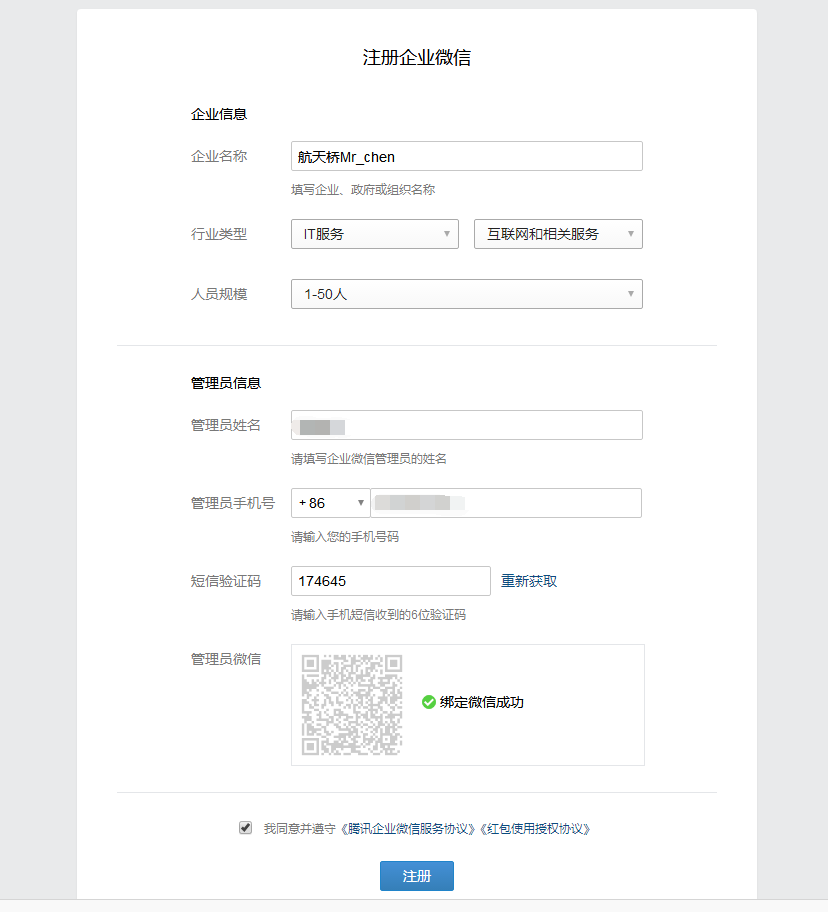 注册企业微信
企业信息
企业名称 航天桥Mr_chen
填写企业、政府或组织名称
行业类型 IT服务 互联网和相关服务
人员规模 1-50人
管理员信息
管理员姓名
请填写企业微信管理员的姓名
管理员手机号 +86
请输入您的手机号码
短信验证码 174645 重新获取
请输入手机短信收到的6位验证码
管理员微信
绑定微信成功
我同意并遵守《腾讯企业微信服务协议》《红包使用授权协议》
注册